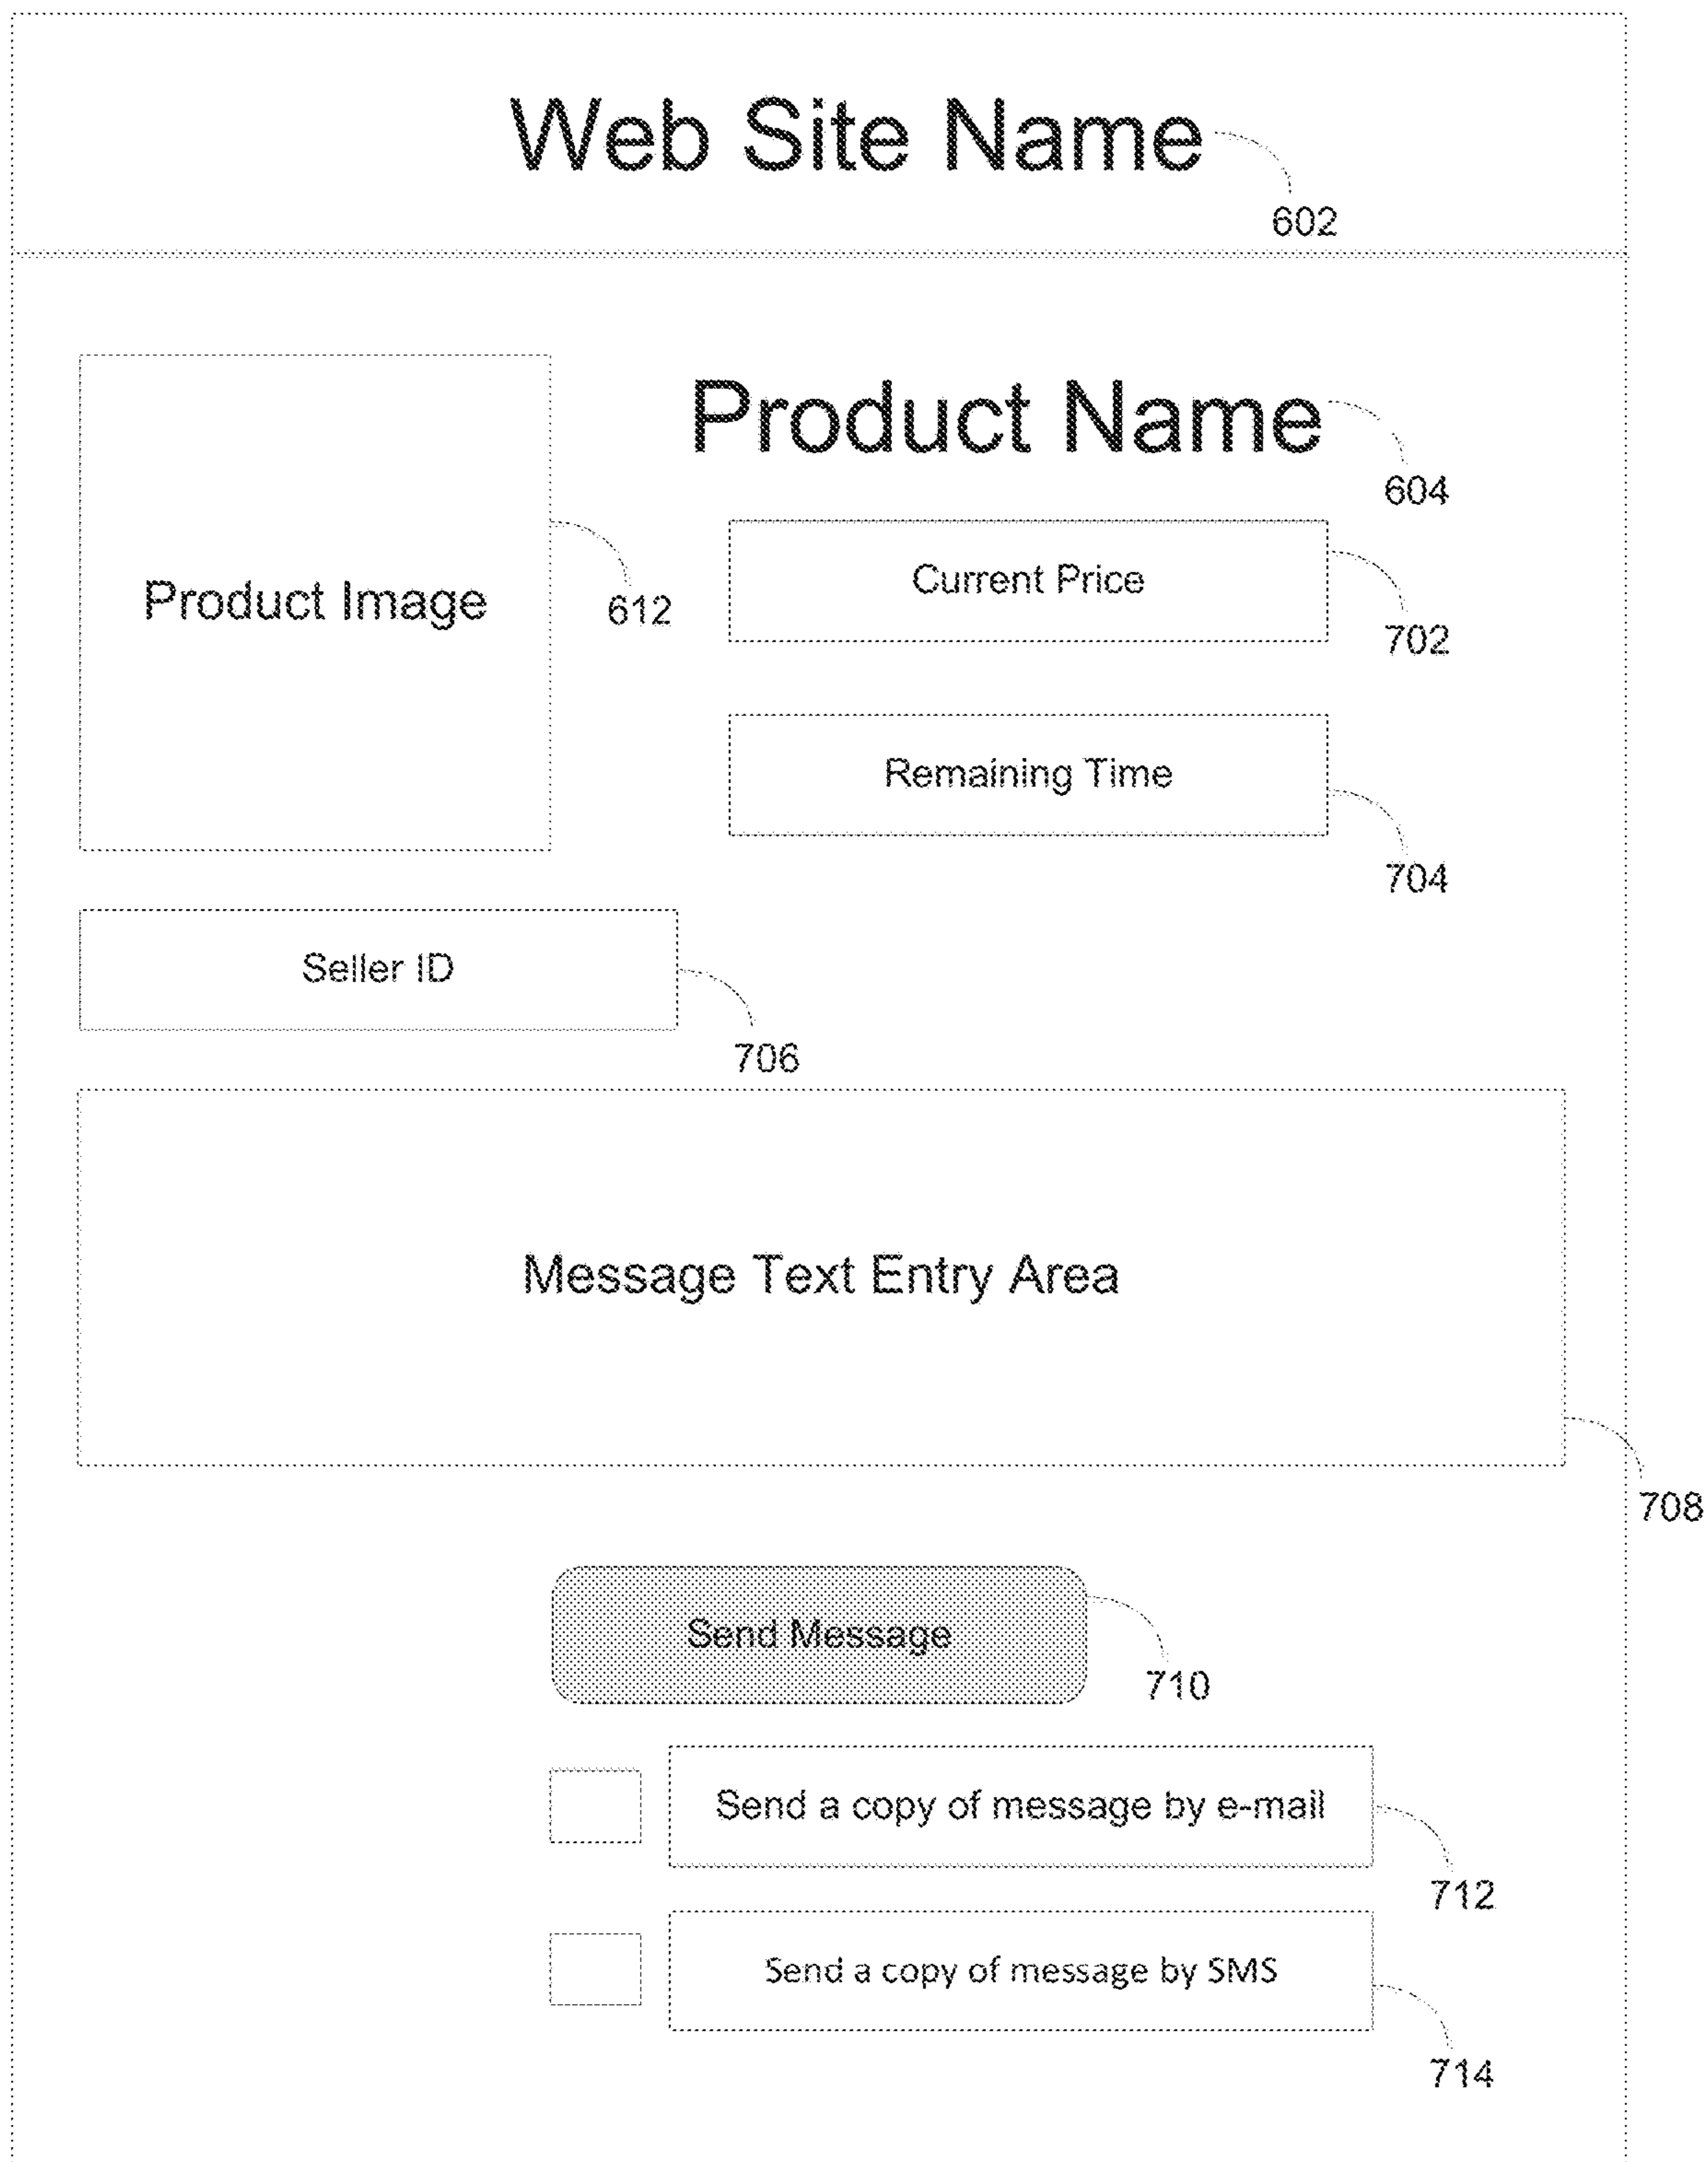 Web Site Name
602
Product Name
604
Product Image
612
Current Price
702
Remaining Time
704
Seller ID
706
Message Text Entry Area
708
Send Message
710
Send a copy of message by e-mail
712
Send a copy of message by SMS
714